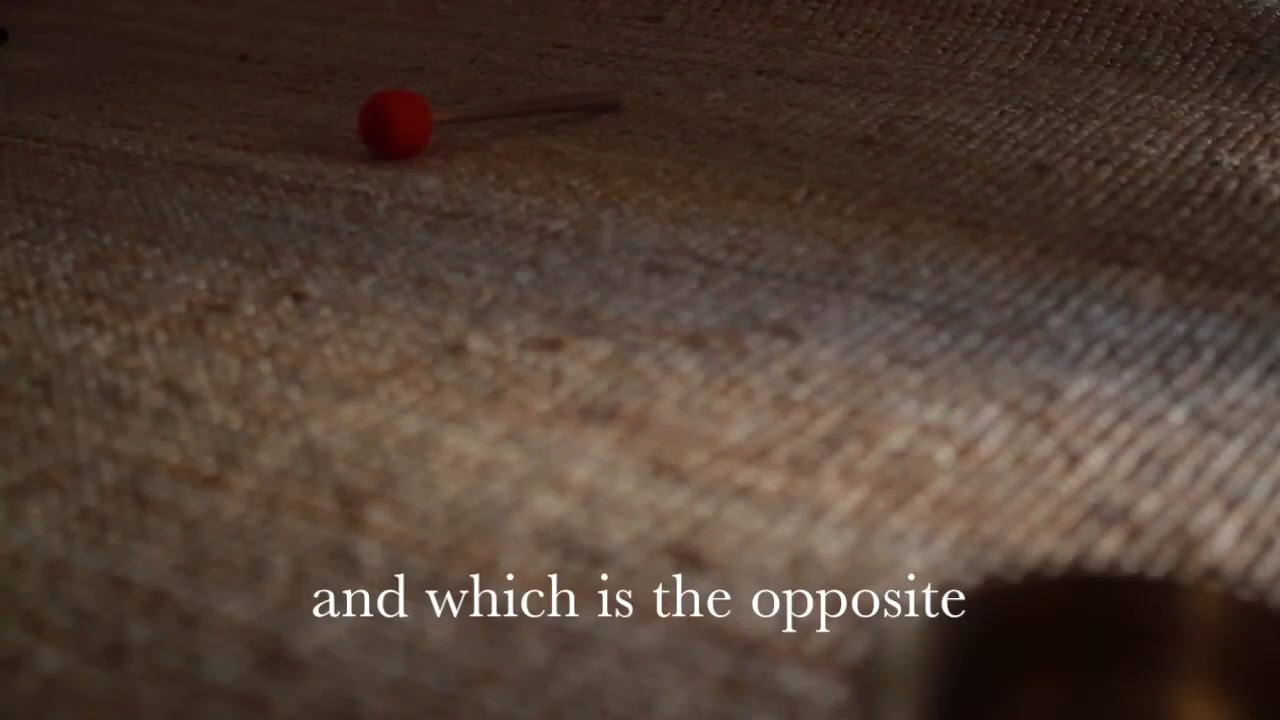 and which is the opposite